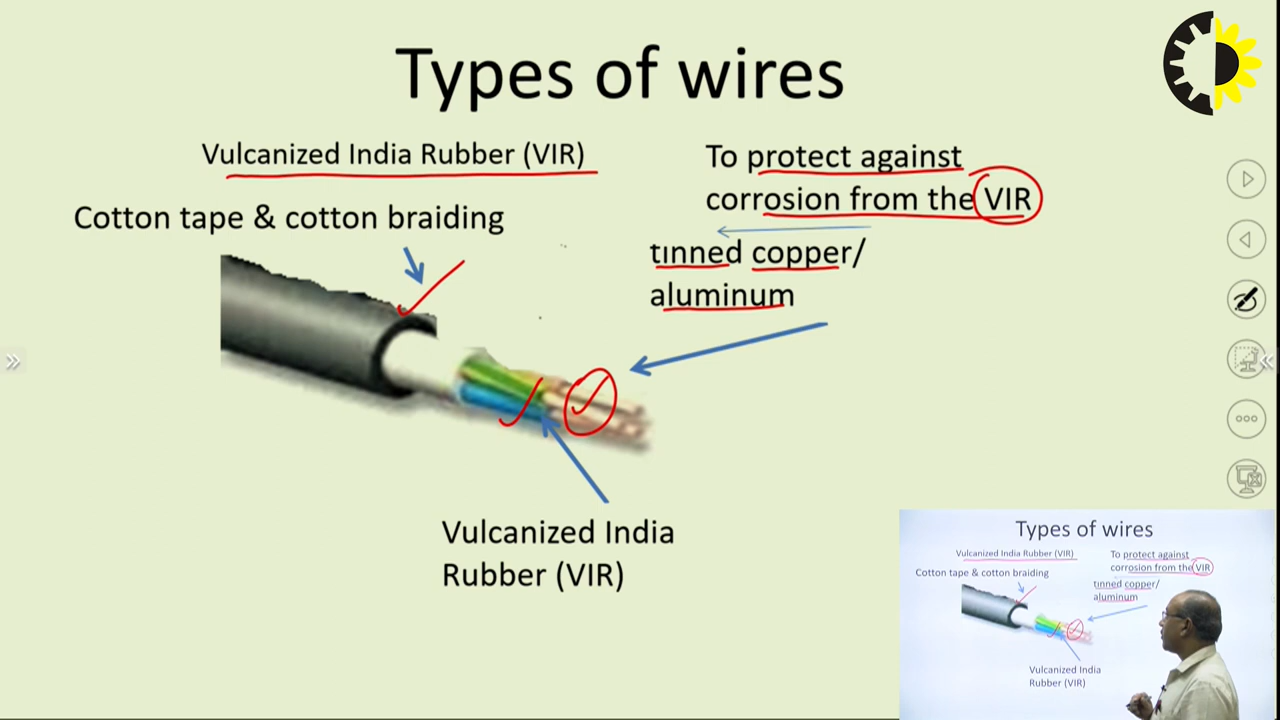 Types of wires
Vulcanized India Rubber (VIR)
Cotton tape & cotton braiding
To protect against
corrosion from the VIR
tinned copper/
aluminum
Vulcanized India
Rubber (VIR)
Types of wires
Vulcanized India Rubber (VIR)
Cotton tape & cotton braiding
To protect against
corrosion from the VIR
tinned copper/
aluminum
Vulcanized India
Rubber (VIR)